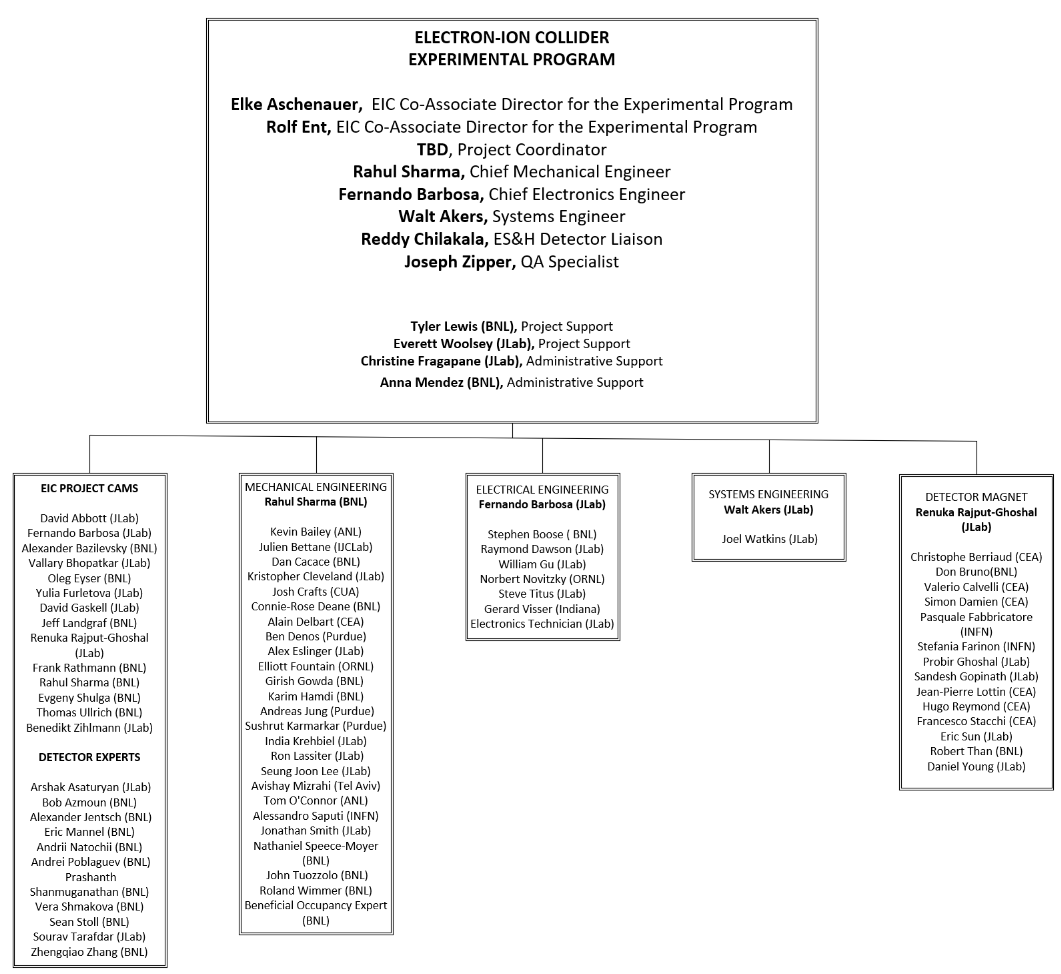 ELECTRON-ION COLLIDER
EXPERIMENTAL PROGRAM
Elke Aschenauer, EIC Co-Associate Director for the Experimental Program
Rolf Ent, EIC Co-Associate Director for the Experimental Program
TBD, Project Coordinator
Rahul Sharma, Chief Mechanical Engineer
Fernando Barbosa, Chief Electronics Engineer
Walt Akers, Systems Engineer
Reddy Chilakala, ES&H Detector Liaison
Joseph Zipper, QA Specialist
Tyler Lewis (BNL), Project Support
Everett Woolsey (JLab), Project Support
Christine Fragapane (JLab), Administrative Support
Anna Mendez (BNL), Administrative Support
EIC PROJECT CAMS
David Abbott (JLab)
Fernando Barbosa (JLab)
Alexander Bazilevsky (BNL)
Vallary Bhopatkar (JLab)
Oleg Eyser (BNL)
Yulia Furletova (JLab)
David Gaskell (JLab)
Jeff Landgraf (BNL)
Renuka Rajput-Ghoshal
(JLab)
Frank Rathmann (BNL)
Rahul Sharma (BNL)
Evgeny Shulga (BNL)
Thomas Ullrich (BNL)
Benedikt Zihlmann (JLab)
DETECTOR EXPERTS
Arshak Asaturyan (JLab)
Bob Azmoun (BNL)
Alexander Jentsch (BNL)
Eric Mannel (BNL)
Andrii Natochii (BNL)
Andrei Poblaguev (BNL)
Prashanth
Shanmuganathan (BNL)
Vera Shmakova (BNL)
Sean Stoll (BNL)
Sourav Tarafdar (JLab)
Zhengqiao Zhang (BNL)
MECHANICAL ENGINEERING
Rahul Sharma (BNL)
Kevin Bailey (ANL)
Julien Bettane (IJCLab)
Dan Cacace (BNL)
Kristopher Cleveland (JLab)
Josh Crafts (CUA)
Connie-Rose Deane (BNL)
Alain Delbart (CEA)
Ben Denos (Purdue)
Alex Eslinger (JLab)
Elliott Fountain (ORNL)
Girish Gowda (BNL)
Karim Hamdi (BNL)
Andreas Jung (Purdue)
Sushrut Karmarkar (Purdue)
India Krehbiel (JLab)
Ron Lassiter (JLab)
Seung Joon Lee (JLab)
Avishay Mizrahi (Tel Aviv)
Tom O'Connor (ANL)
Alessandro Saputi (INFN)
Jonathan Smith (JLab)
Nathaniel Speece-Moyer
(BNL)
John Tuozzolo (BNL)
Roland Wimmer (BNL)
Beneficial Occupancy Expert
(BNL)
ELECTRICAL ENGINEERING
Fernando Barbosa (JLab)
Stephen Boose ( BNL)
Raymond Dawson (JLab)
William Gu (JLab)
Norbert Novitzky (ORNL)
Steve Titus (JLab)
Gerard Visser (Indiana)
Electronics Technician (JLab)
SYSTEMS ENGINEERING
Walt Akers (JLab)
Joel Watkins (JLab)
DETECTOR MAGNET
Renuka Rajput-Ghoshal
(JLab)
Christophe Berriaud (CEA)
Don Bruno(BNL)
Valerio Calvelli (CEA)
Simon Damien (CEA)
Pasquale Fabbricatore
(INFN)
Stefania Farinon (INFN)
Probir Ghoshal (JLab)
Sandesh Gopinath (JLab)
Jean-Pierre Lottin (CEA)
Hugo Reymond (CEA)
Francesco Stacchi (CEA)
Eric Sun (JLab)
Robert Than (BNL)
Daniel Young (JLab)